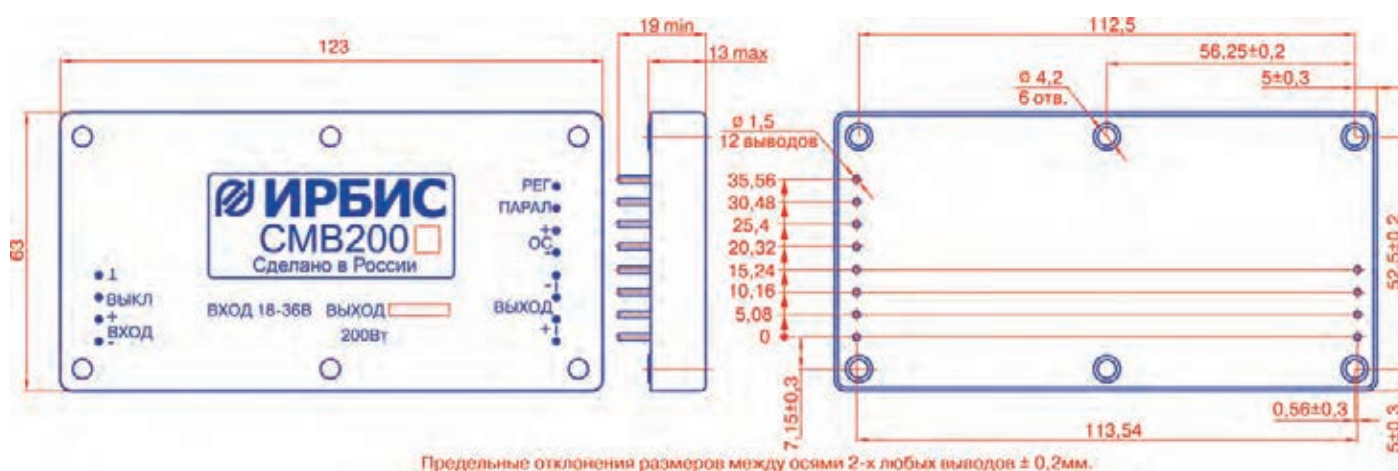 123
63
ИРБИС
СМВ200
Сделано в России
ВХОД 18-36В ВЫХОД
200Вт
⊥
ВЫКЛ
+
ВХОД
-
РЕГ
ПАРАЛ
+
ОС
-
-
ВЫХОД
+
19 min
13 max
112,5
56,25±0,2
5±0,3
ø 4,2
6 отв.
ø 1,5
12 выводов
35,56
30,48
25,4
20,32
15,24
10,16
5,08
0
7,15±0,3
52,5±0,2
0,56±0,3
5±0,3
113,54
Предельные отклонения размеров между осями 2-х любых выводов ± 0,2мм.